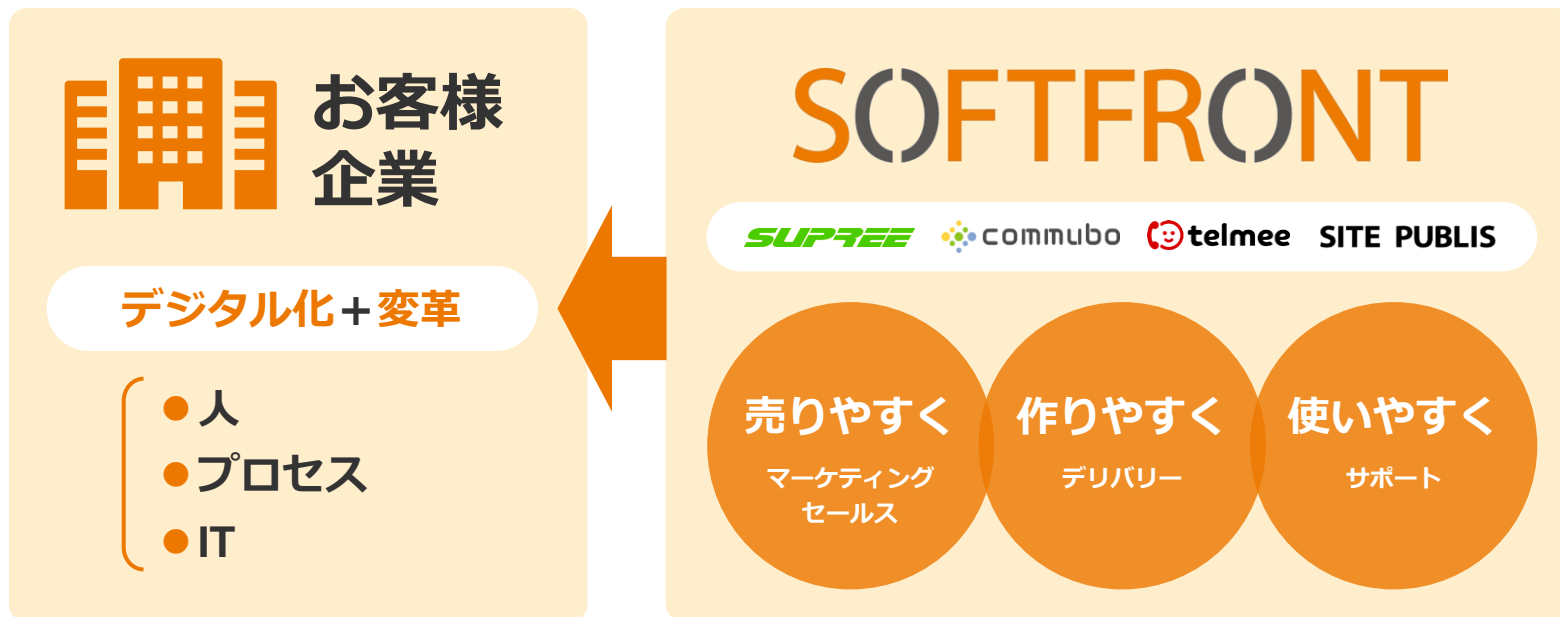 お客様
企業
デジタル化+変革
人
プロセス
IT
SOFTFRONT
SUPREE commubo telmee SITE PUBLIS
売りやすく
マーケティング
セールス
作りやすく
デリバリー
使いやすく
サポート